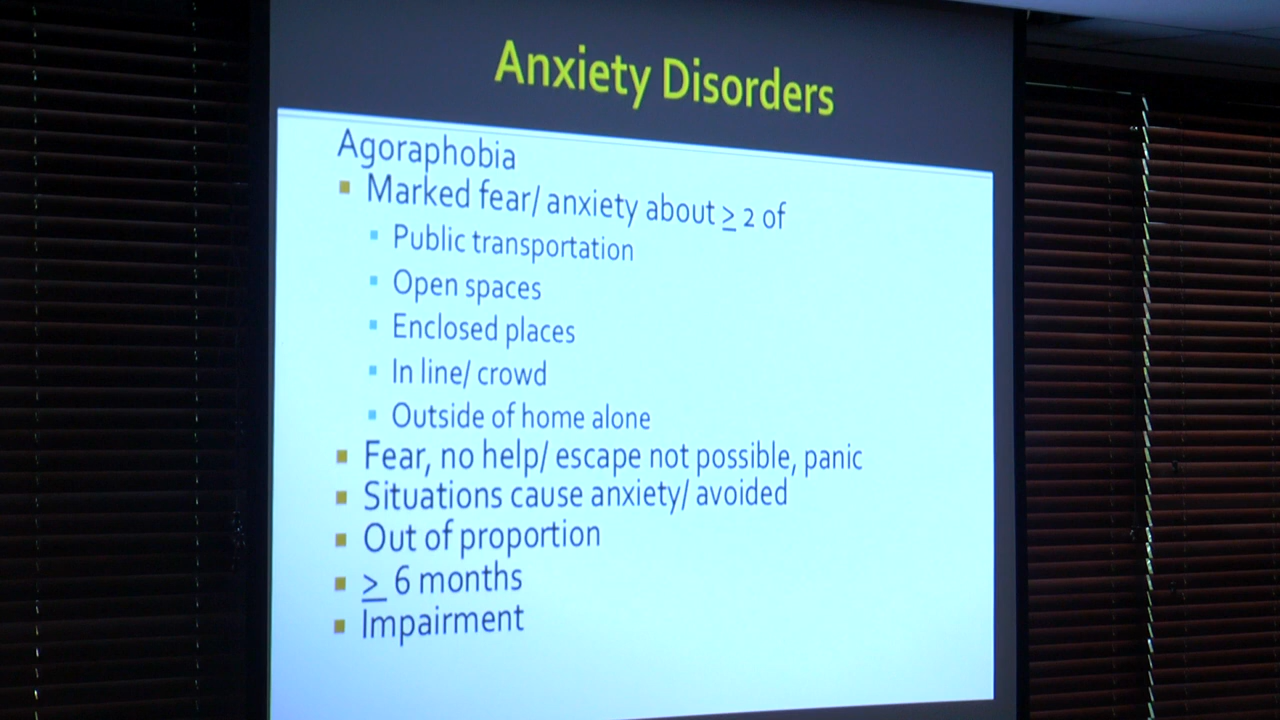 Anxiety Disorders
Agoraphobia
Marked fear/ anxiety about ≥ 2 of
Public transportation
Open spaces
Enclosed places
In line/ crowd
Outside of home alone
Fear, no help/ escape not possible, panic
Situations cause anxiety/ avoided
Out of proportion
≥ 6 months
Impairment